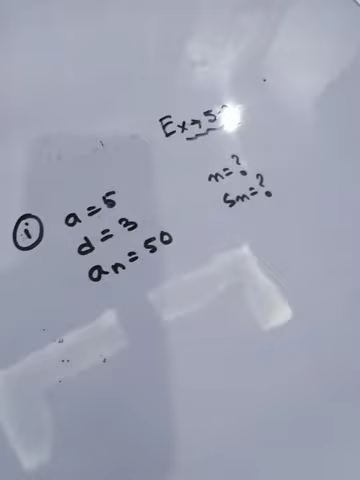 Ex→5
n=?
Sn=?
(i) a=5
d=3
an=50